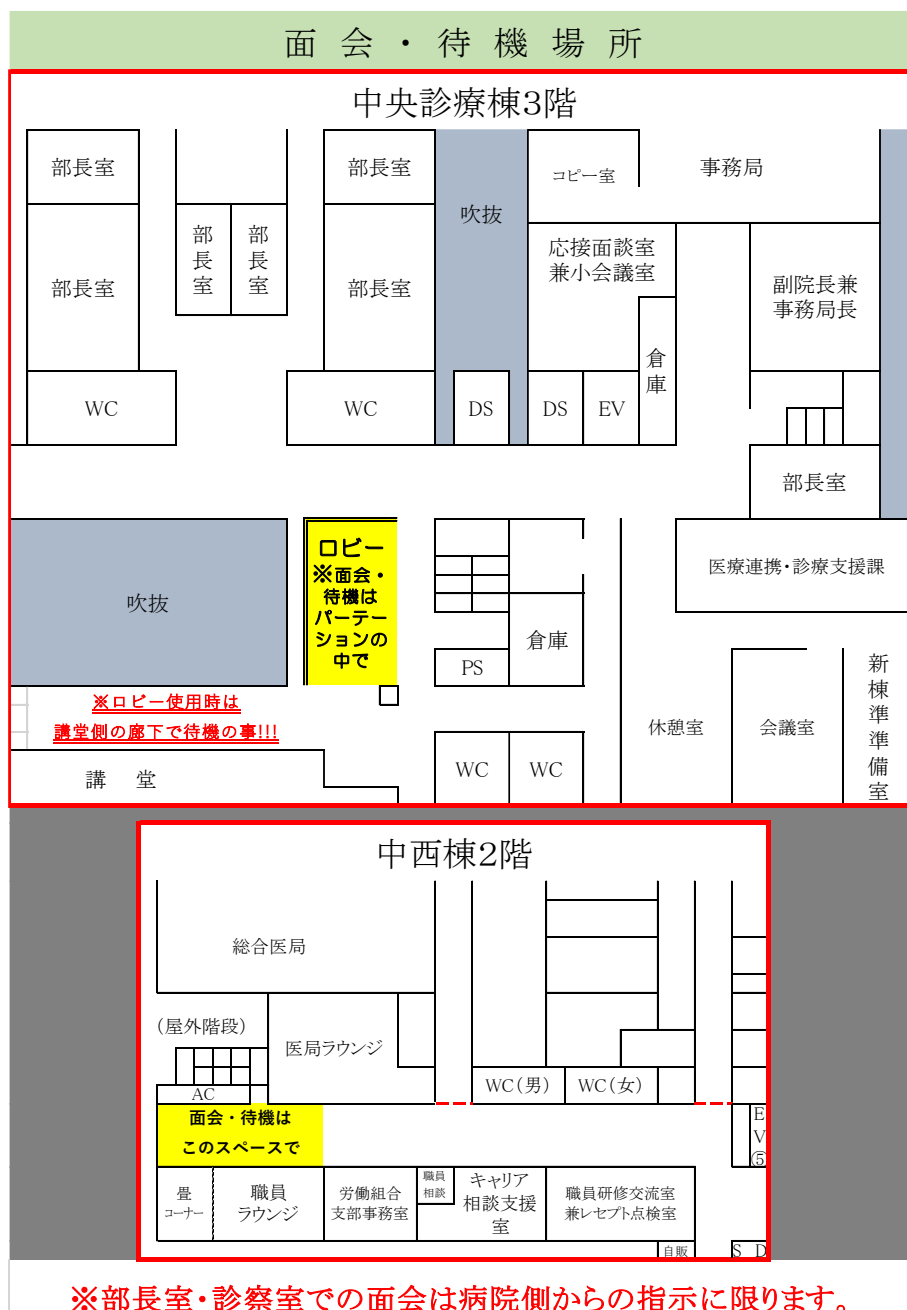 面会・待機場所
中央診療棟3階
部長室
部長室
コピー室
事務局
吹抜
部長室
部長室
部長室
部長室
応接面談室
兼小会議室
副院長兼
事務局長
倉庫
WC
WC
DS
DS
EV
部長室
吹抜
ロビー
※面会・
待機は
パーテー
ションの
中で
医療連携・診療支援課
倉庫
PS
※ロビー使用時は
講堂側の廊下で待機の事!!!
休憩室
会議室
新棟準準備室
講　堂
WC
WC
中西棟2階
総合医局
(屋外階段)
医局ラウンジ
AC
WC(男)
WC(女)
面会・待機は
このスペースで
EV⑤
畳
コーナー
職員
ラウンジ
労働組合
支部事務室
職員
相談
キャリア
相談支援
室
職員研修交流室
兼レセプト点検室
自販
S D
※部長室・診察室での面会は病院側からの指示に限ります。